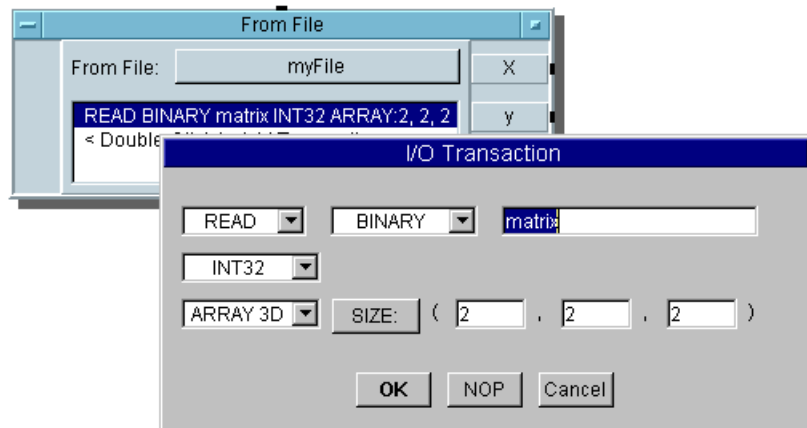 From File
From File: myFile X
READ BINARY matrix INT32 ARRAY:2, 2, 2 y
< Double
I/O Transaction
READ BINARY matrix
INT32
ARRAY 3D SIZE: ( 2 , 2 , 2 )
OK NOP Cancel